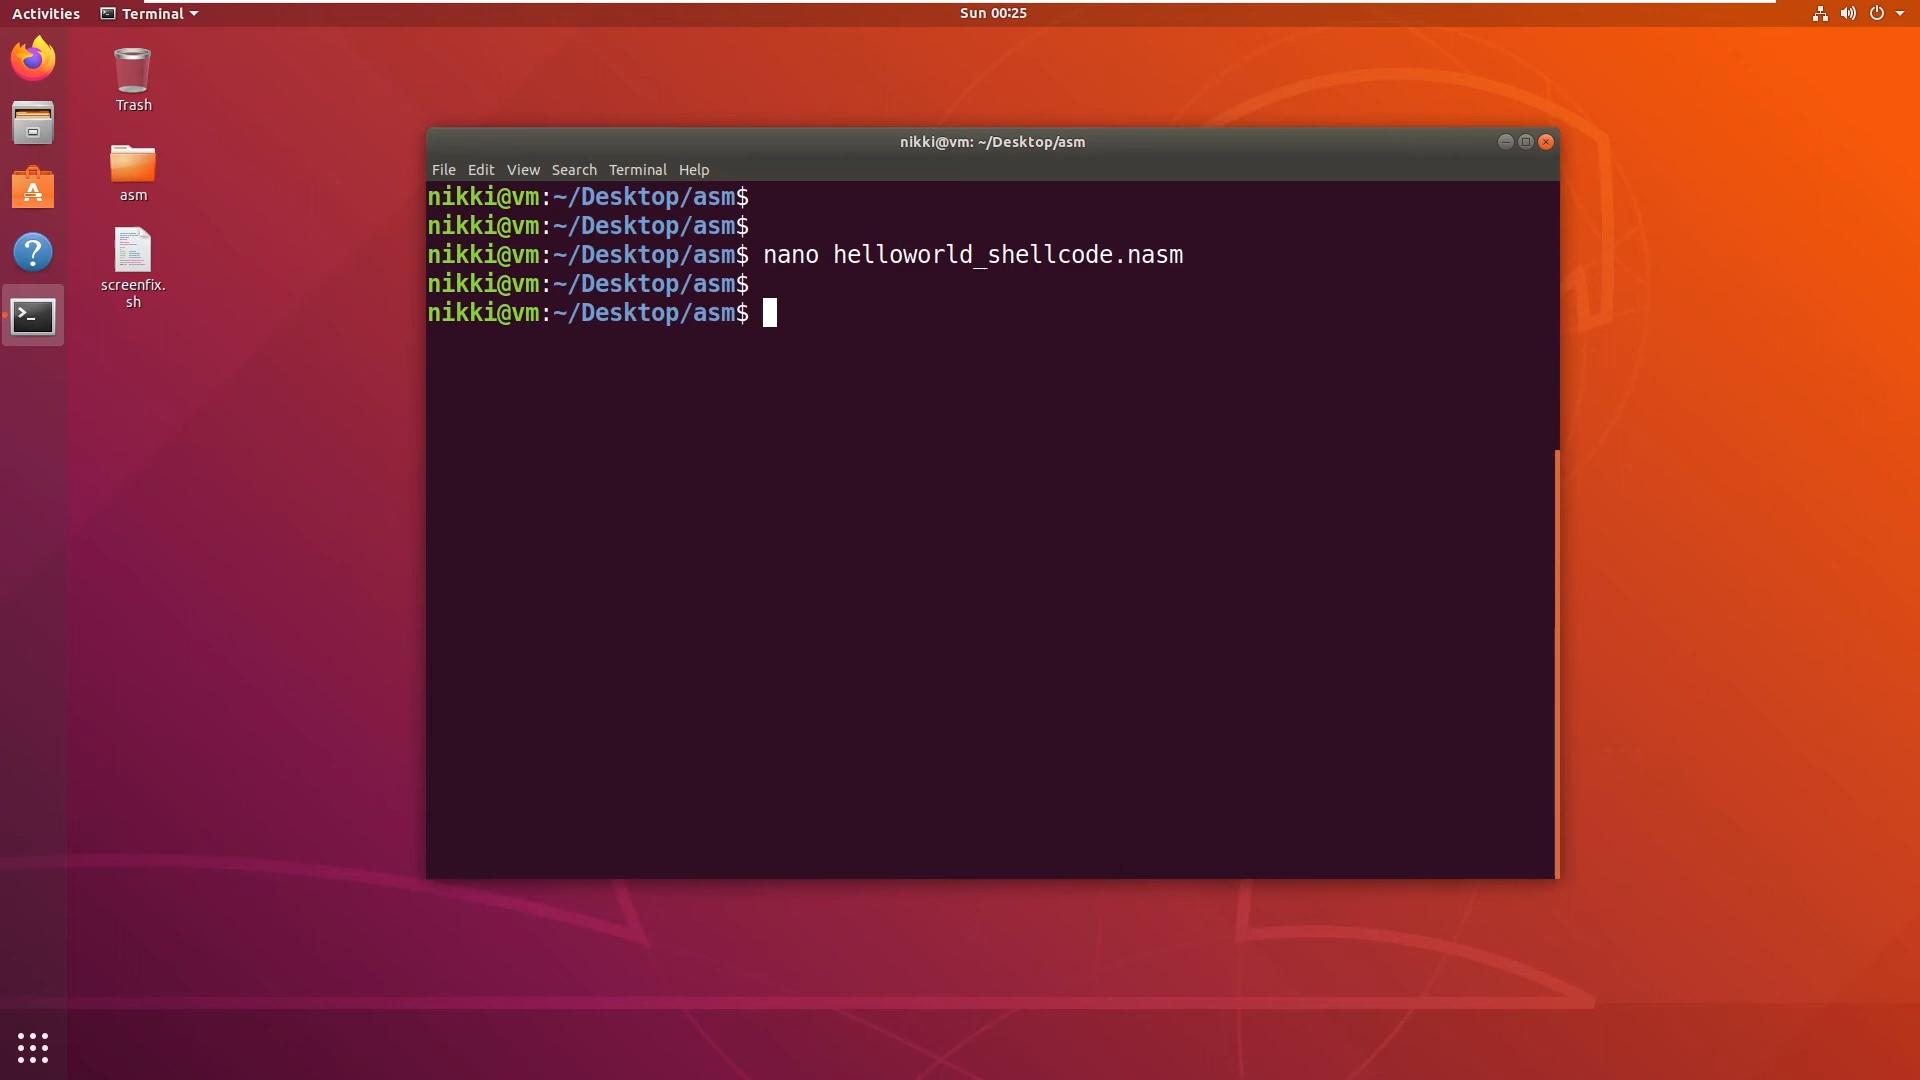 Activities
Terminal
Sun 00:25
Trash
asm
screenfix.
sh
nikki@vm: ~/Desktop/asm
File Edit View Search Terminal Help
nikki@vm:~/Desktop/asm$
nikki@vm:~/Desktop/asm$
nikki@vm:~/Desktop/asm$ nano helloworld_shellcode.nasm
nikki@vm:~/Desktop/asm$
nikki@vm:~/Desktop/asm$